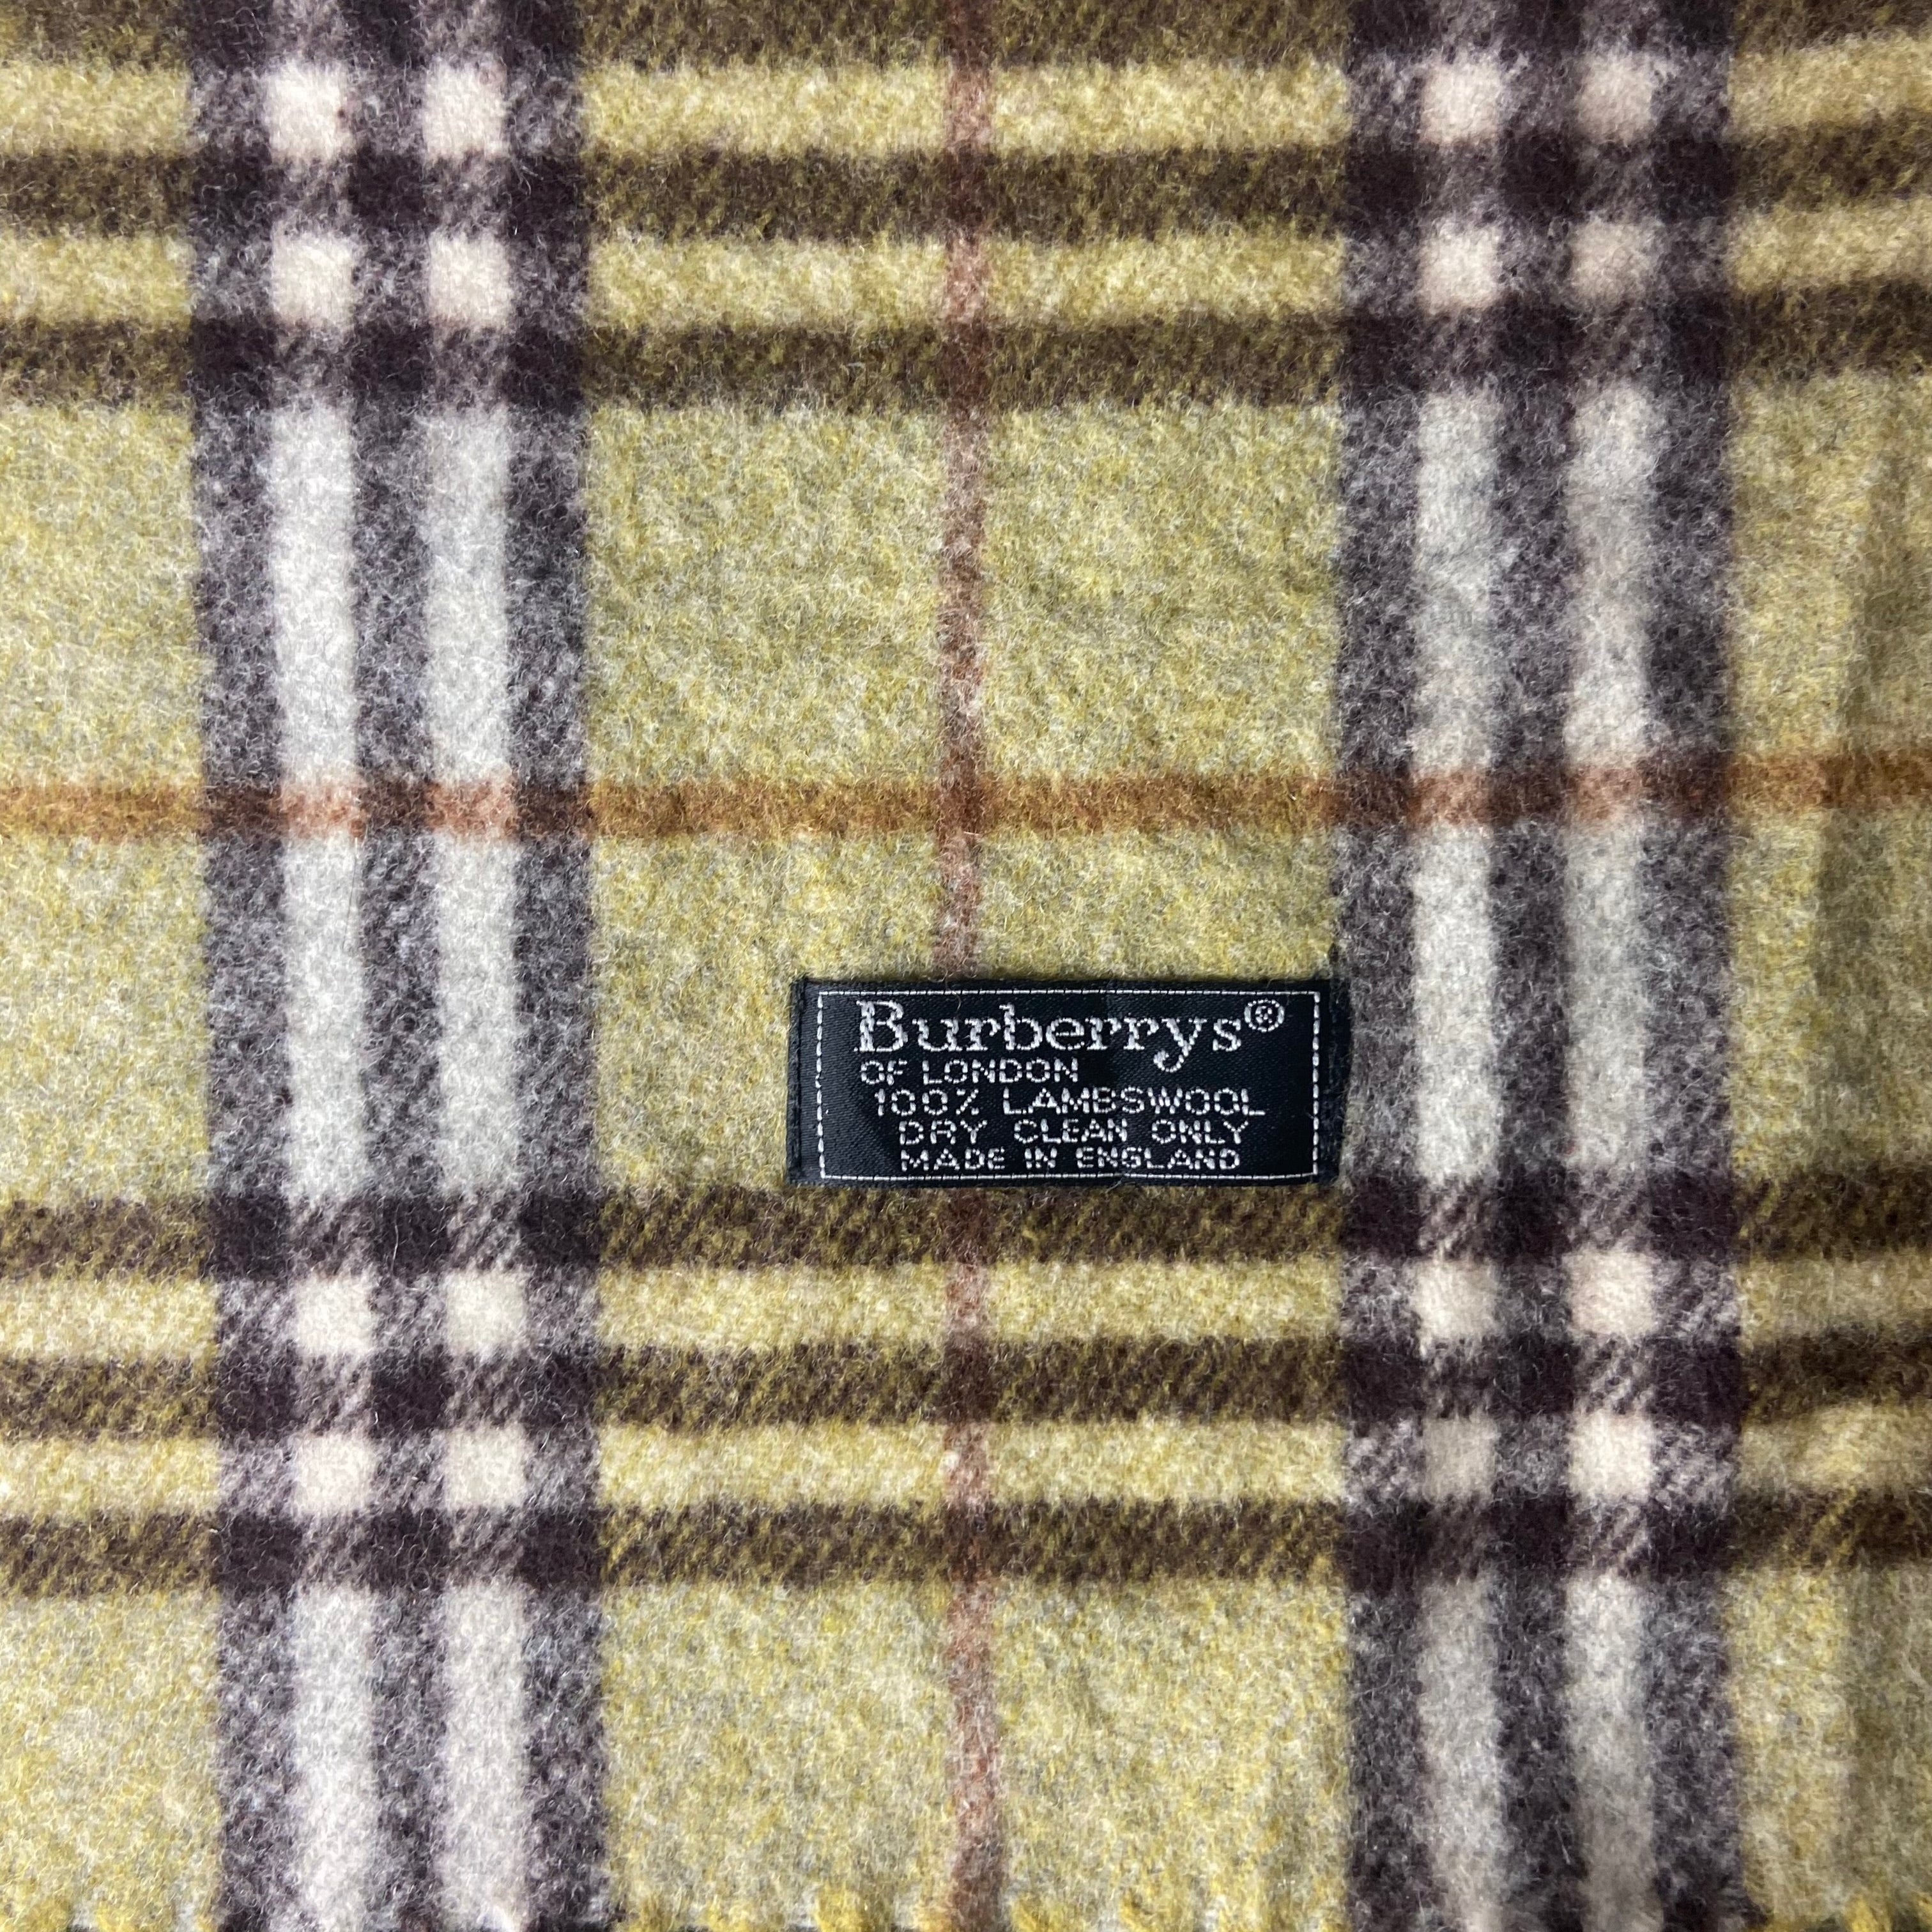 Burberrys®
OF LONDON
100% LAMBSWOOL
DRY CLEAN ONLY
MADE IN ENGLAND